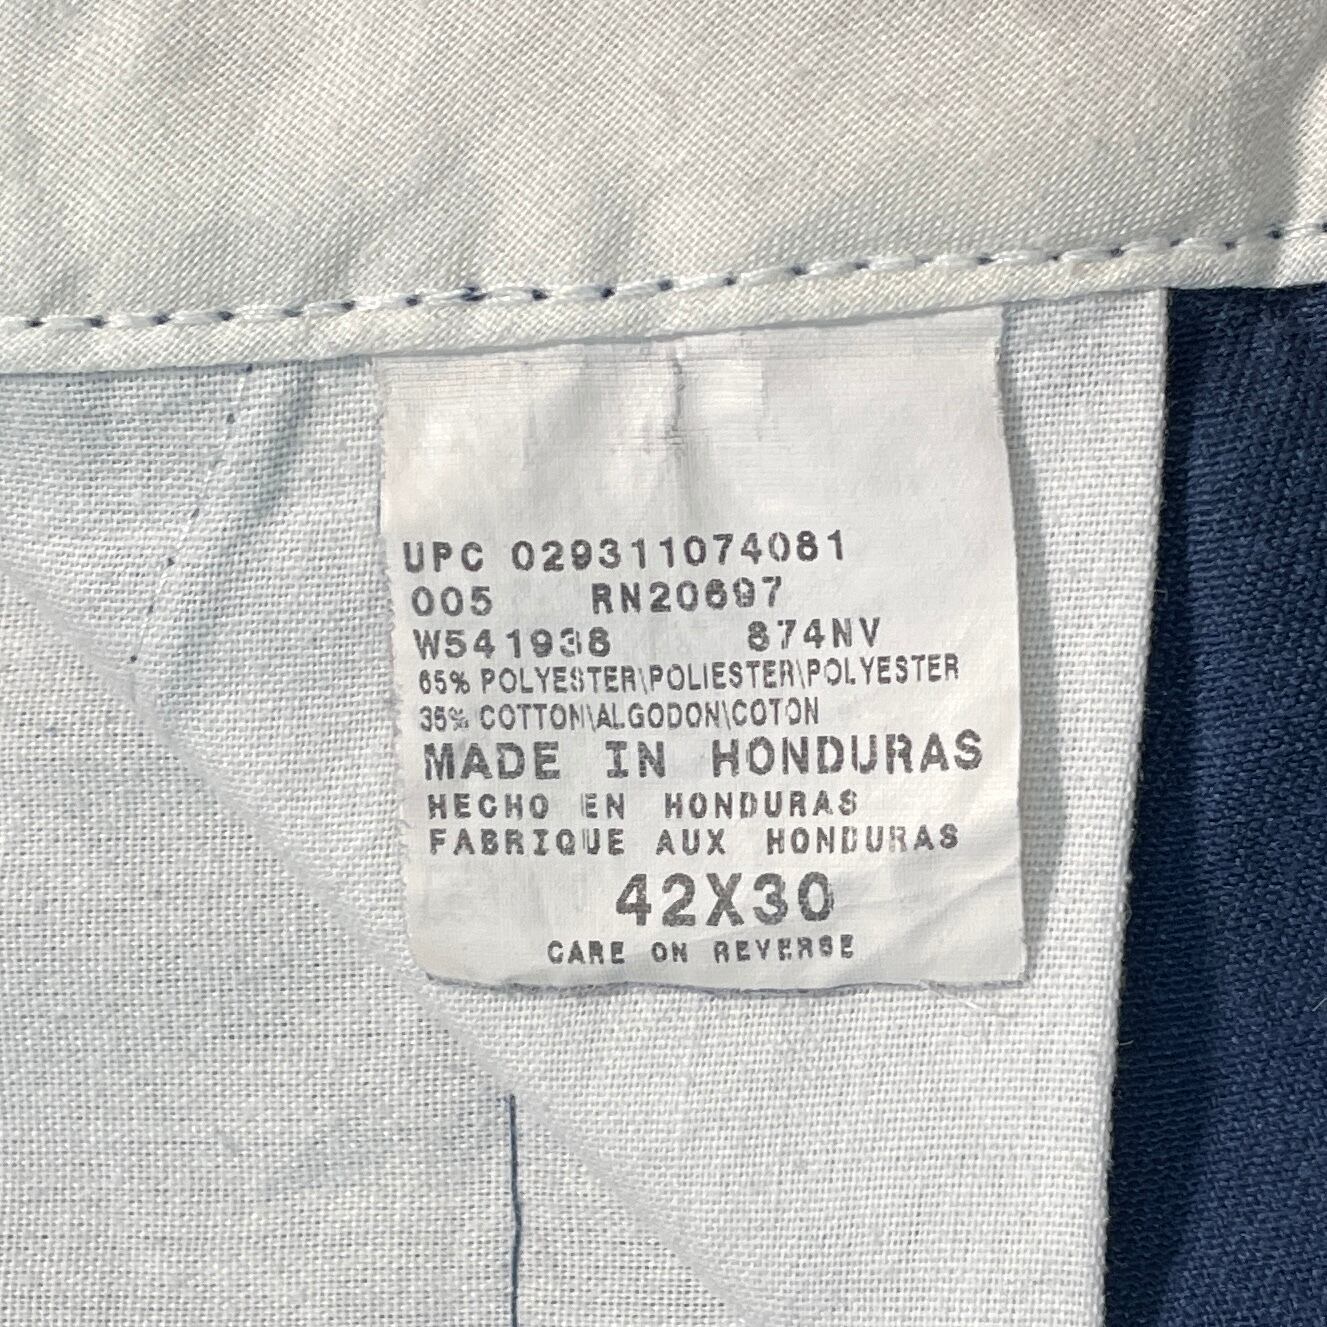 UPC 029311074081
005 RN20697
W541938 874NV
65% POLYESTER\POLIESTER\POLYESTER
35% COTTON\ALGODON\COTON
MADE IN HONDURAS
HECHO EN HONDURAS
FABRIQUE AUX HONDURAS
42X30
CARE ON REVERSE